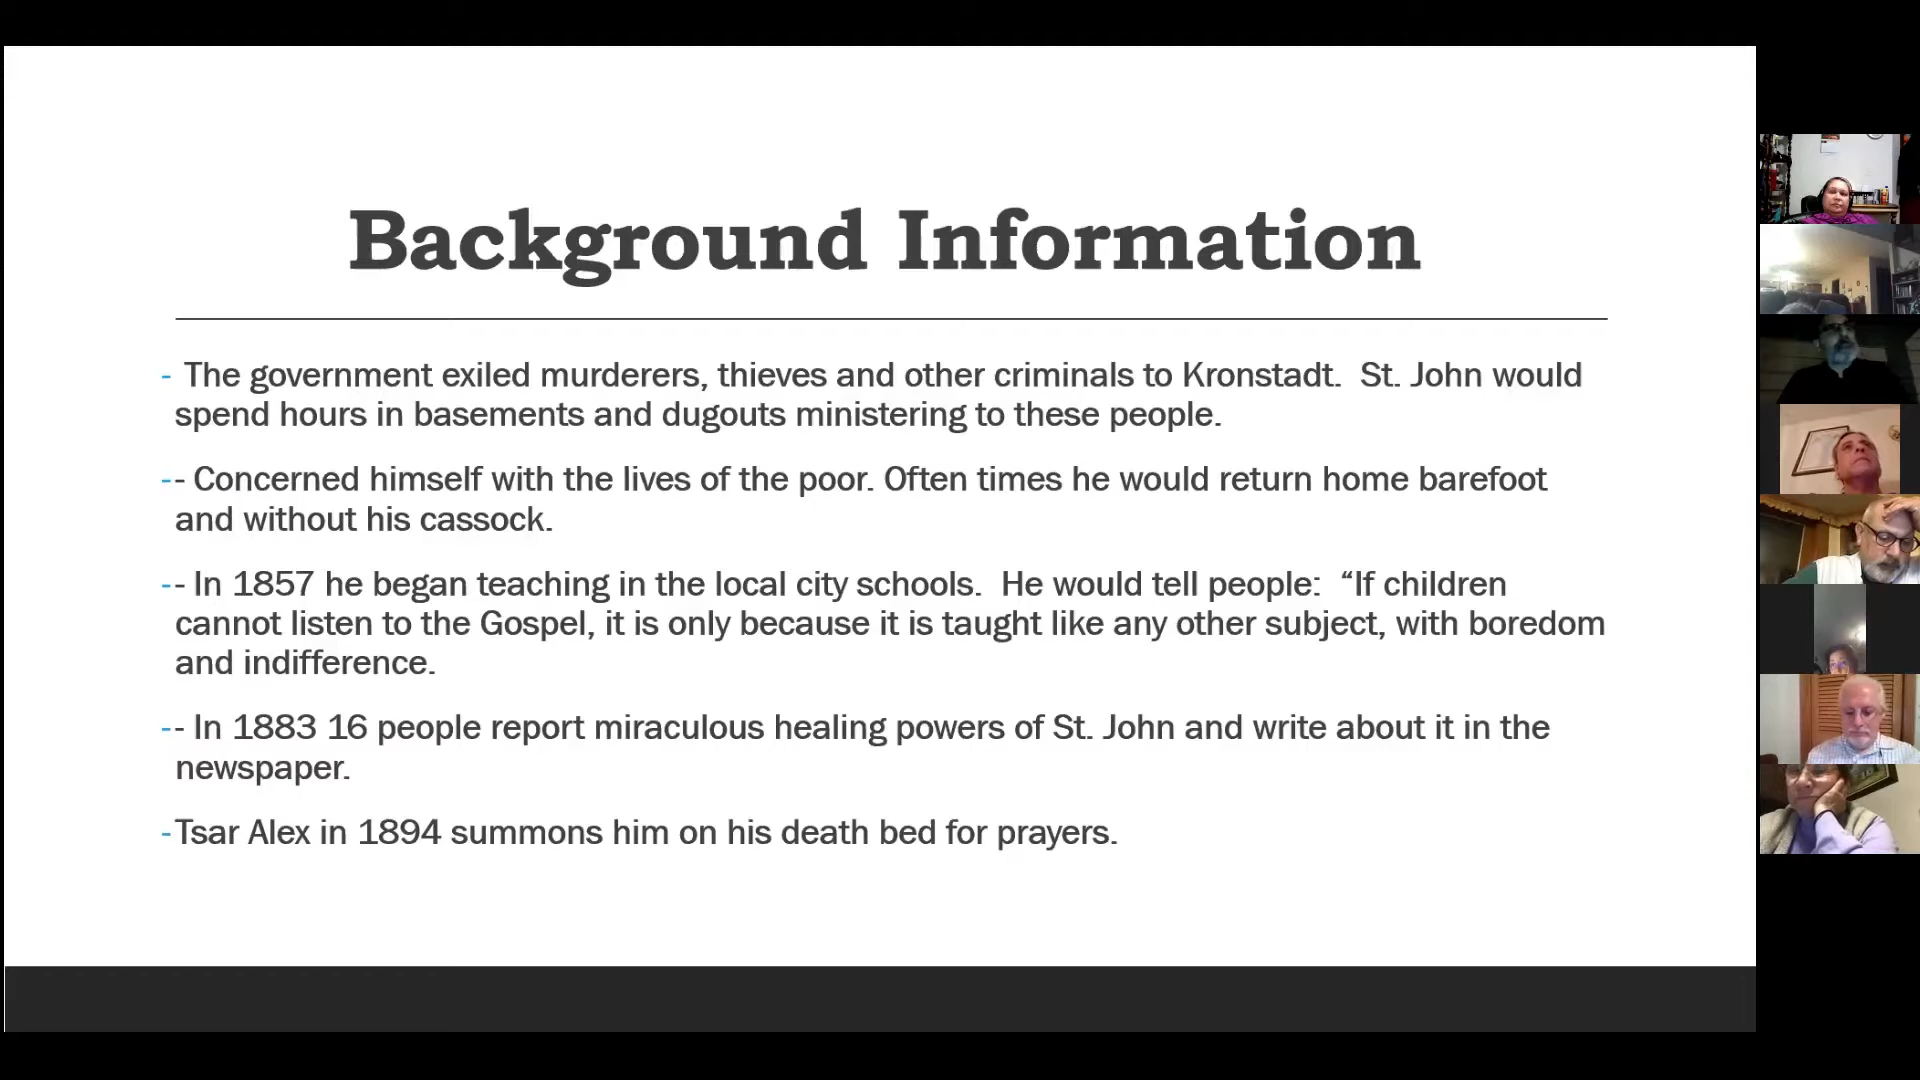 Background Information
- The government exiled murderers, thieves and other criminals to Kronstadt.  St. John would
spend hours in basements and dugouts ministering to these people.
-- Concerned himself with the lives of the poor. Often times he would return home barefoot
and without his cassock.
-- In 1857 he began teaching in the local city schools.  He would tell people:  “If children
cannot listen to the Gospel, it is only because it is taught like any other subject, with boredom
and indifference.
-- In 1883 16 people report miraculous healing powers of St. John and write about it in the
newspaper.
-Tsar Alex in 1894 summons him on his death bed for prayers.